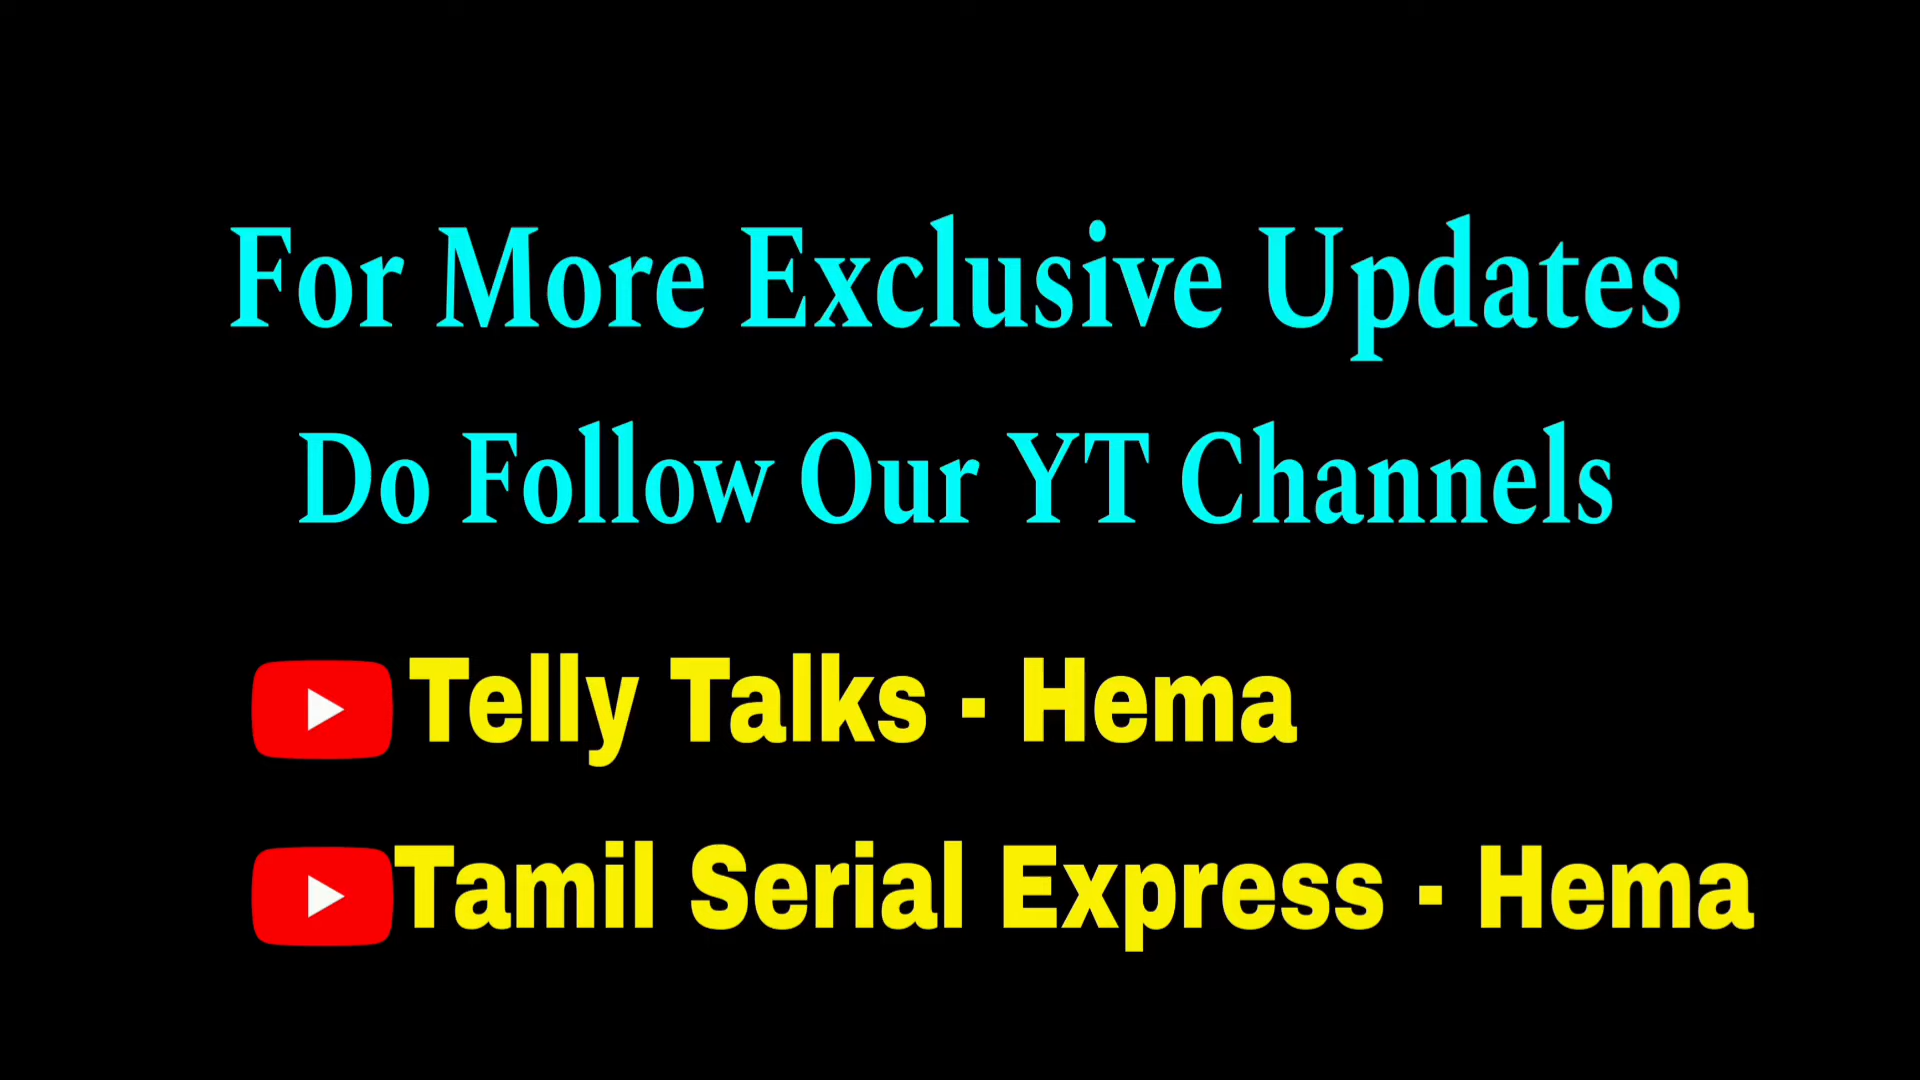 For More Exclusive Updates
Do Follow Our YT Channels
Telly Talks - Hema
Tamil Serial Express - Hema